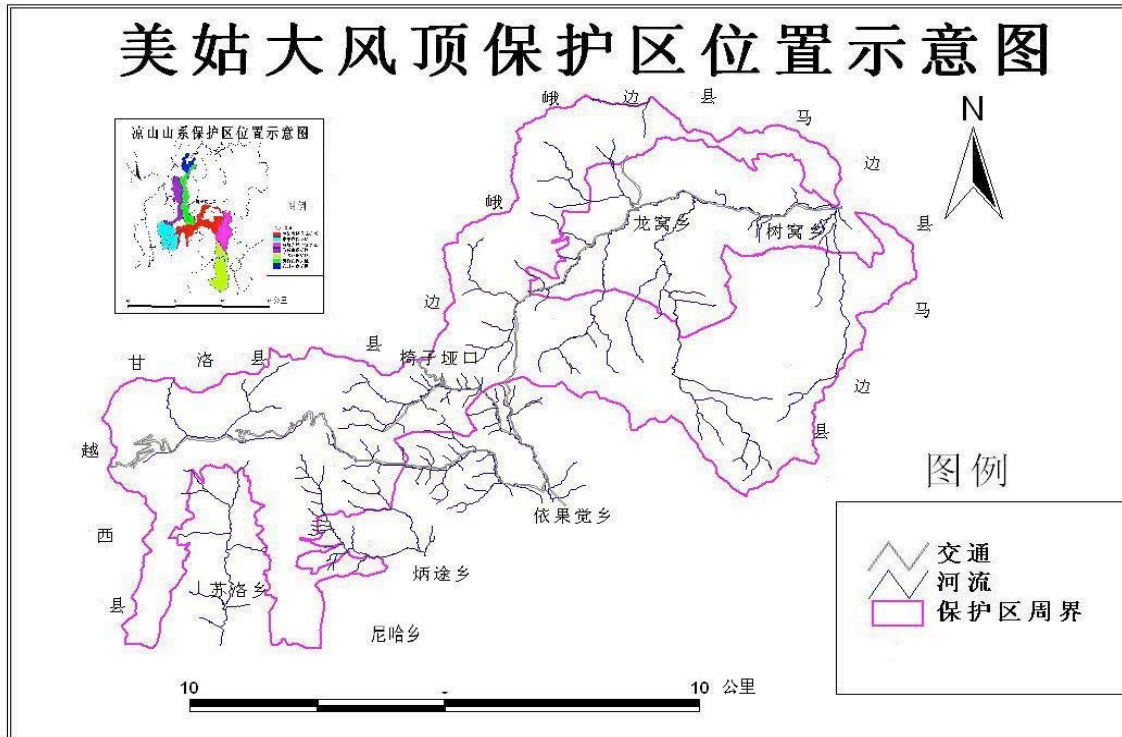 美姑大风顶保护区位置示意图
凉山山系保护区位置示意图
公里
N
峨边县
马边县
峨边县
马边县
甘洛县
越西县
龙窝乡
树窝乡
椅子垭口
依果觉乡
炳途乡
苏洛乡
尼哈乡
图例
交通
河流
保护区周界
10 - 10 公里